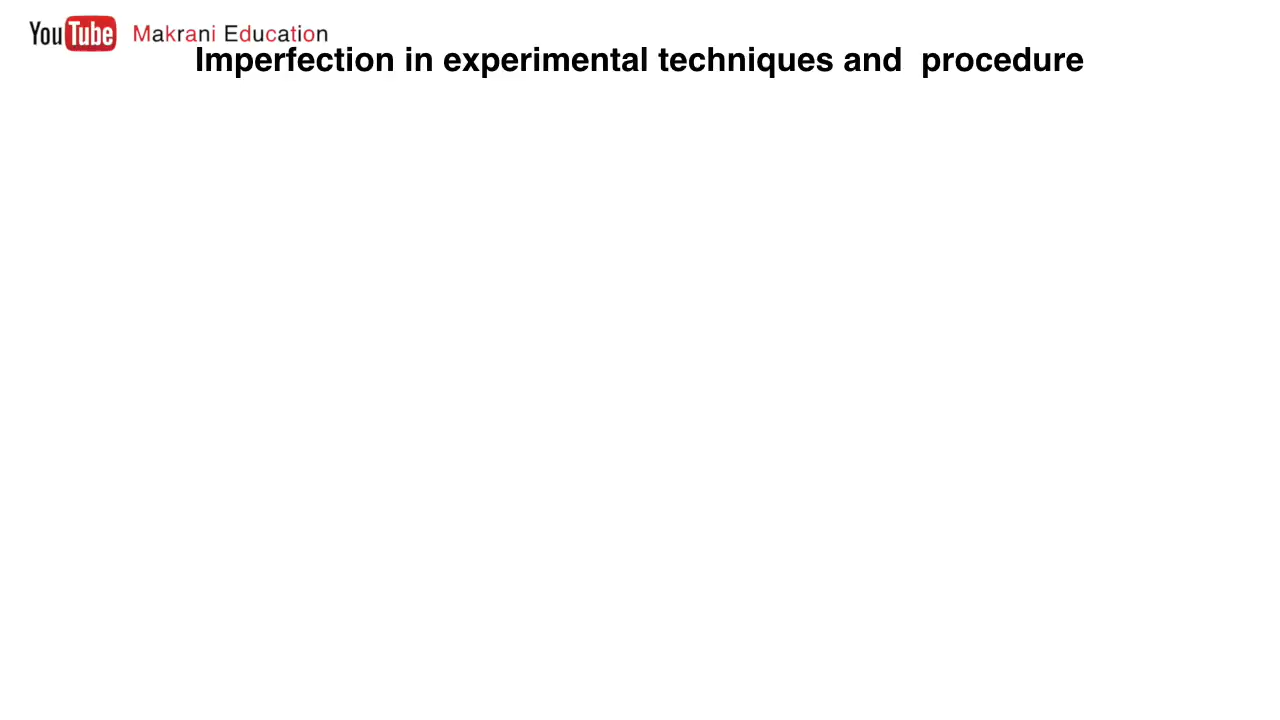 YouTube Makrani Education
Imperfection in experimental techniques and  procedure